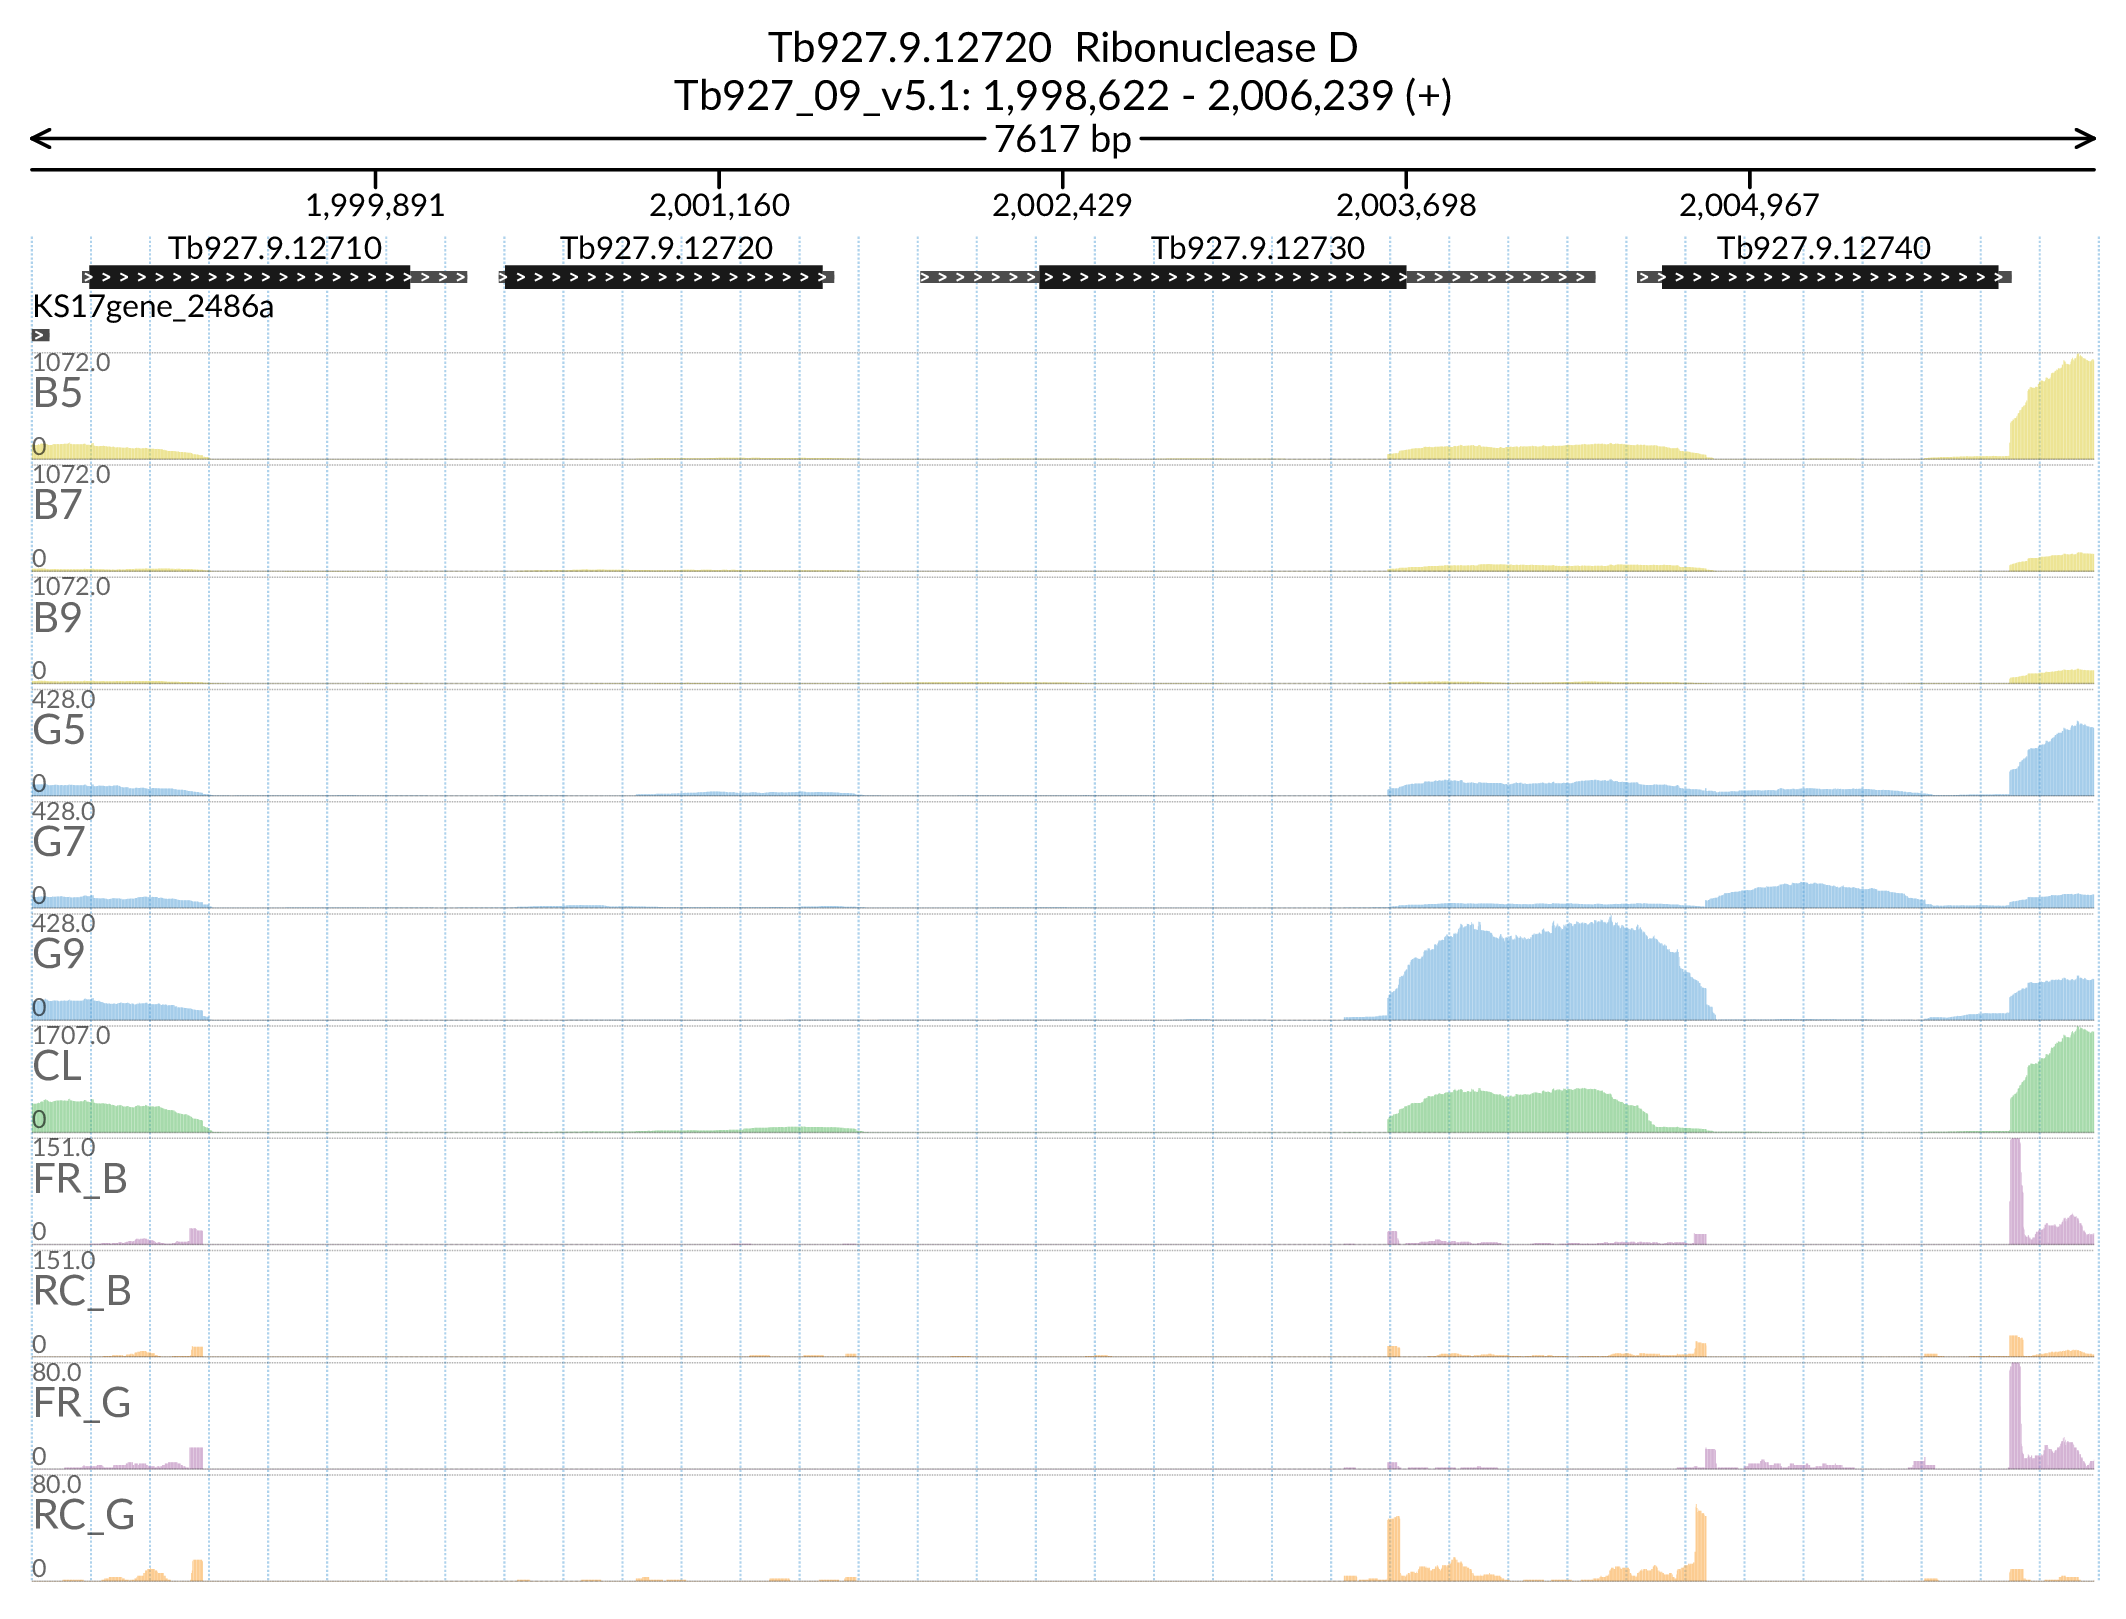 Tb927.9.12720 Ribonuclease D
Tb927_09_v5.1: 1,998,622 - 2,006,239 (+)
7617 bp
1,999,891 2,001,160 2,002,429 2,003,698 2,004,967
Tb927.9.12710 Tb927.9.12720 Tb927.9.12730 Tb927.9.12740
KS17gene_2486a
1072.0
B5
0
1072.0
B7
0
1072.0
B9
0
428.0
G5
0
428.0
G7
0
428.0
G9
0
1707.0
CL
0
151.0
FR_B
0
151.0
RC_B
0
80.0
FR_G
0
80.0
RC_G
0